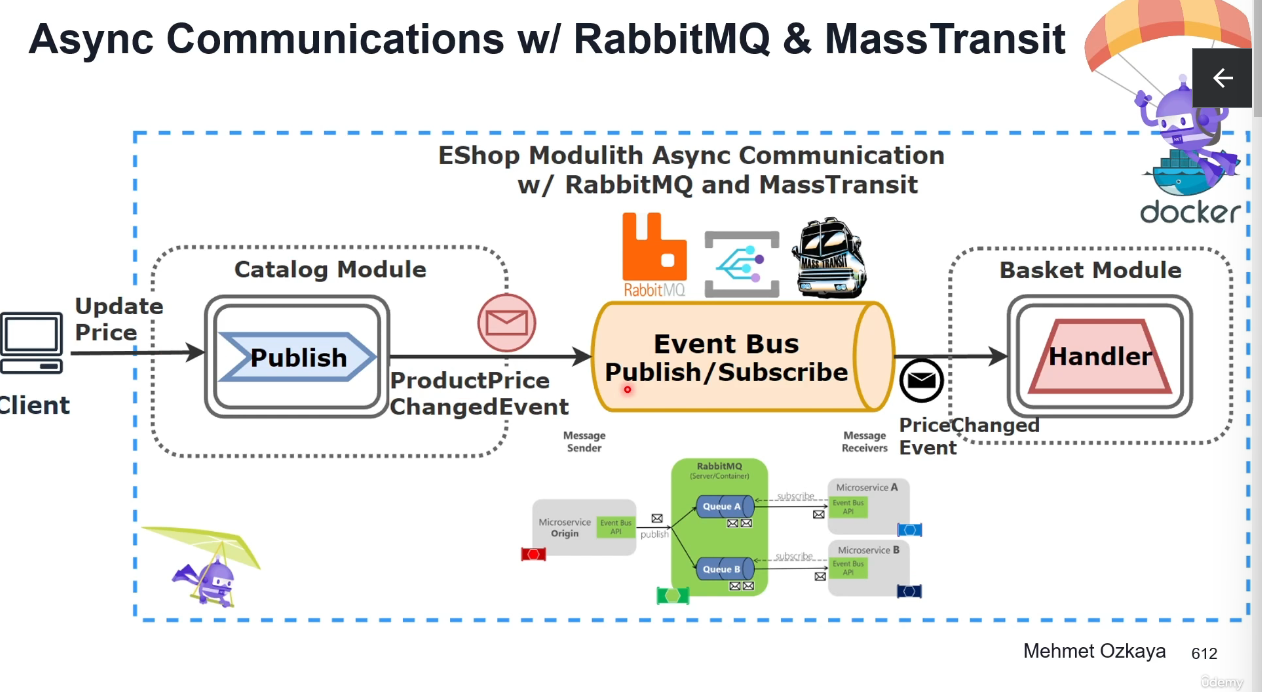 Async Communications w/ RabbitMQ & MassTransit
EShop Modulith Async Communication
w/ RabbitMQ and MassTransit
docker
RabbitMQ
MASS TRANSIT
Catalog Module
Basket Module
Update
Price
Client
Publish
ProductPrice
ChangedEvent
Event Bus
Publish/Subscribe
Handler
PriceChanged
Event
Message
Sender
Message
Receivers
RabbitMQ
(Server/Container)
Microservice
Origin
Event Bus
API
publish
Queue A
Queue B
subscribe
subscribe
Microservice A
Event Bus
API
Microservice B
Event Bus
API
Mehmet Ozkaya
612
ûdemy